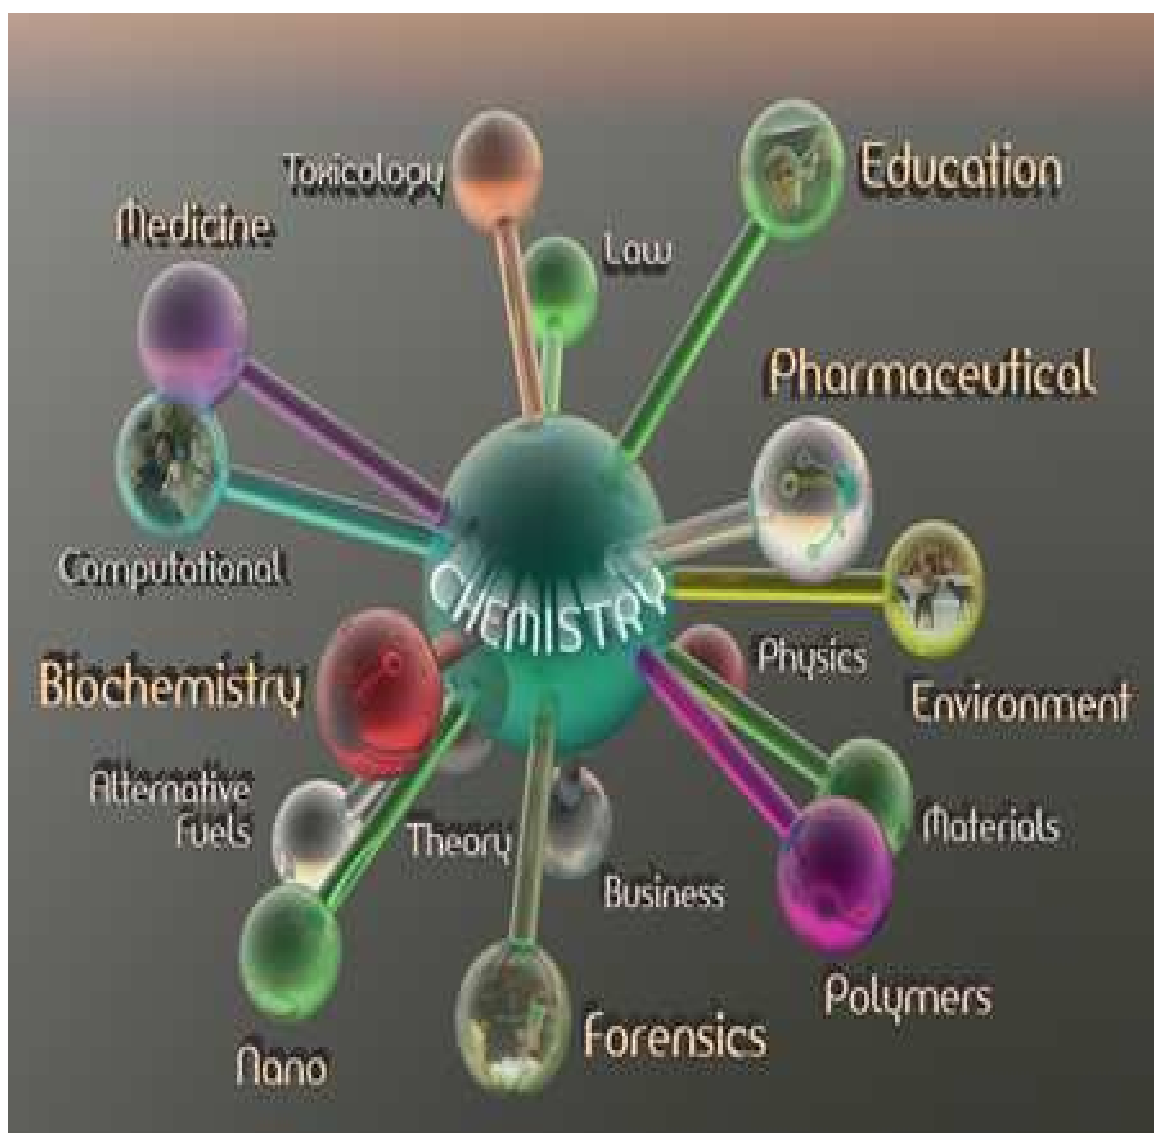 Toxicology
Education
Medicine
Law
Pharmaceutical
Computational
CHEMISTRY
Physics
Biochemistry
Environment
Alternative
Fuels
Theory
Materials
Business
Polymers
Forensics
Nano